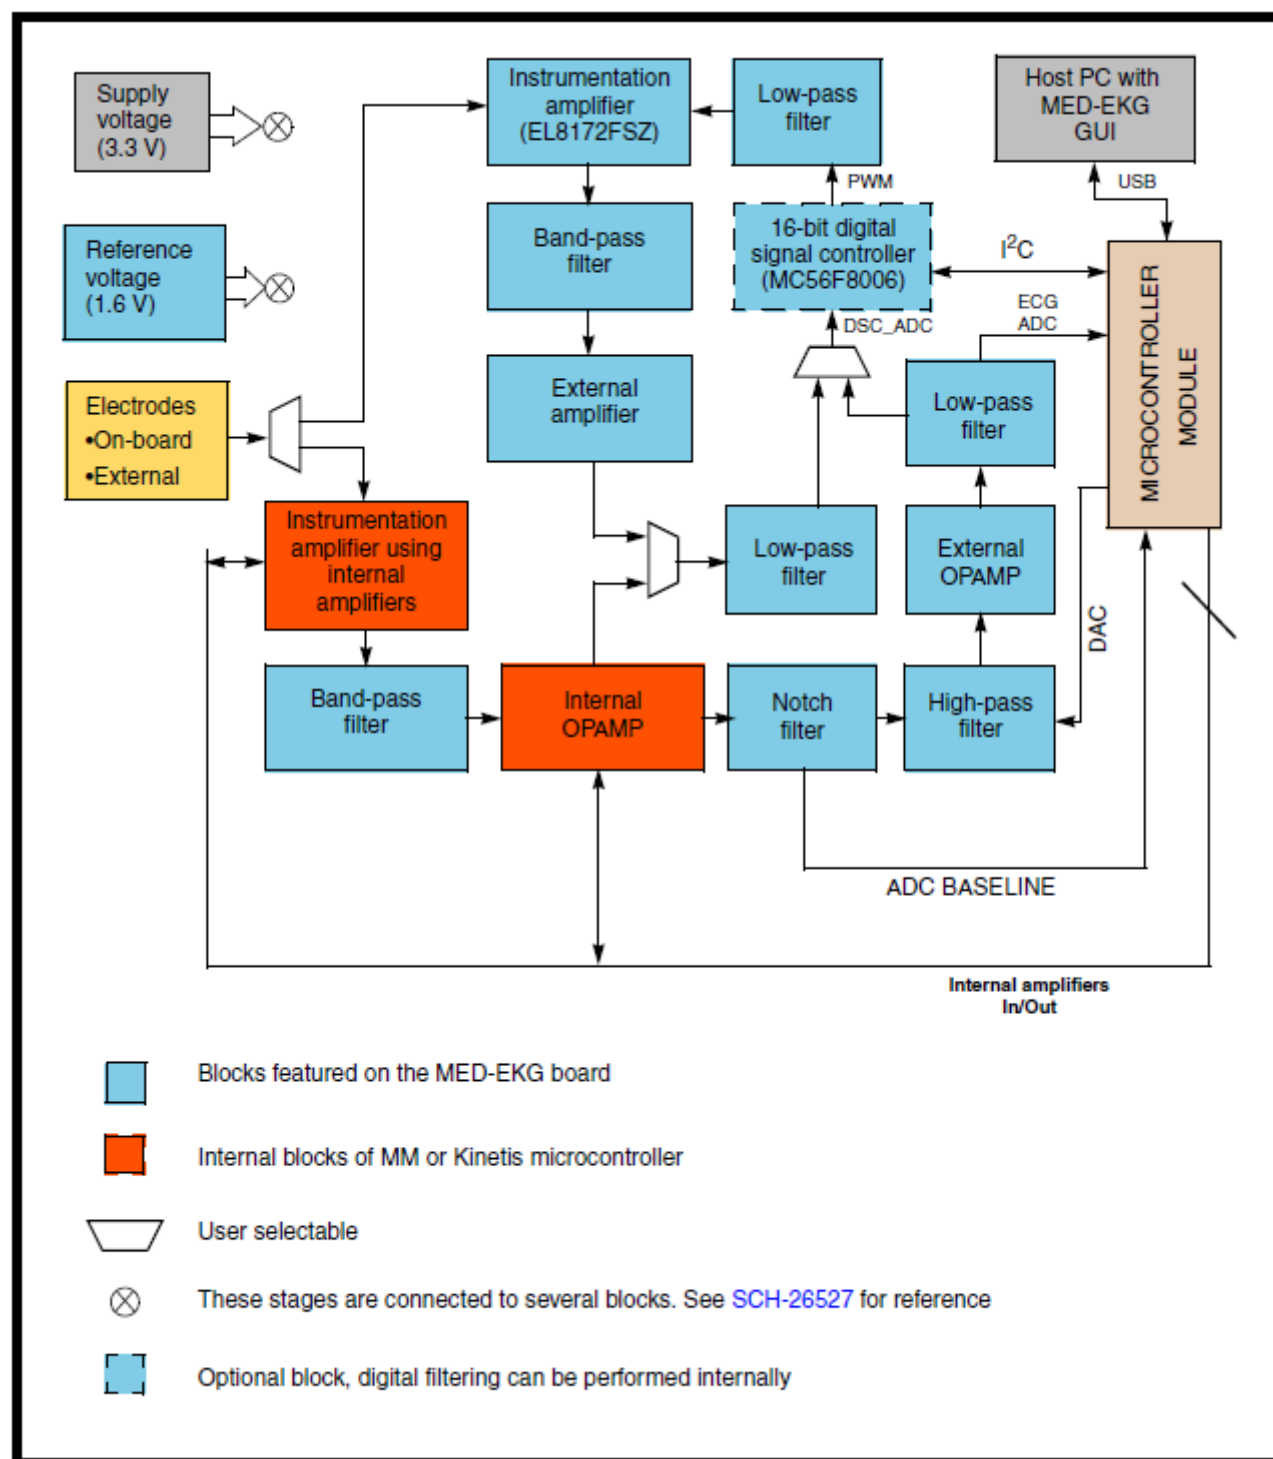 Supply
voltage
(3.3 V)
Instrumentation
amplifier
(EL8172FSZ)
Low-pass
filter
Host PC with
MED-EKG
GUI
PWM
USB
Reference
voltage
(1.6 V)
Band-pass
filter
16-bit digital
signal controller
(MC56F8006)
I²C
ECG
ADC
DSC_ADC
MICROCONTROLLER
MODULE
Electrodes
•On-board
•External
External
amplifier
Low-pass
filter
Instrumentation
amplifier using
internal
amplifiers
Low-pass
filter
External
OPAMP
DAC
Band-pass
filter
Internal
OPAMP
Notch
filter
High-pass
filter
ADC BASELINE
Internal amplifiers
In/Out
Blocks featured on the MED-EKG board
Internal blocks of MM or Kinetis microcontroller
User selectable
These stages are connected to several blocks. See SCH-26527 for reference
Optional block, digital filtering can be performed internally